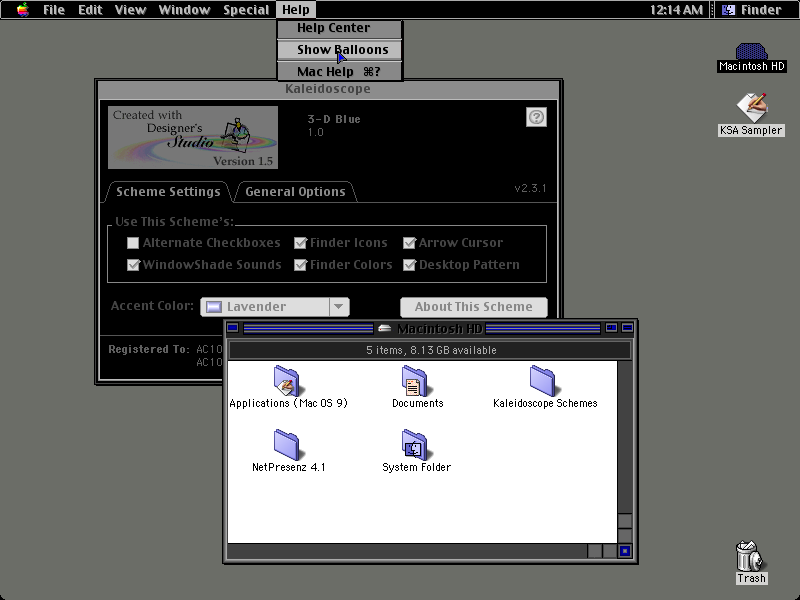 File Edit View Window Special Help 12:14 AM Finder
Help Center
Show Balloons
Mac Help ⌘?
Macintosh HD
KSA Sampler
Kaleidoscope
Created with
Designer's
Studio
Version 1.5
3-D Blue
1.0
Scheme Settings General Options v2.3.1
Use This Scheme's:
Alternate Checkboxes Finder Icons Arrow Cursor
WindowShade Sounds Finder Colors Desktop Pattern
Accent Color: Lavender About This Scheme
Registered To: AC10
AC10
Macintosh HD
5 items, 8.13 GB available
Applications (Mac OS 9) Documents Kaleidoscope Schemes
NetPresenz 4.1 System Folder
Trash